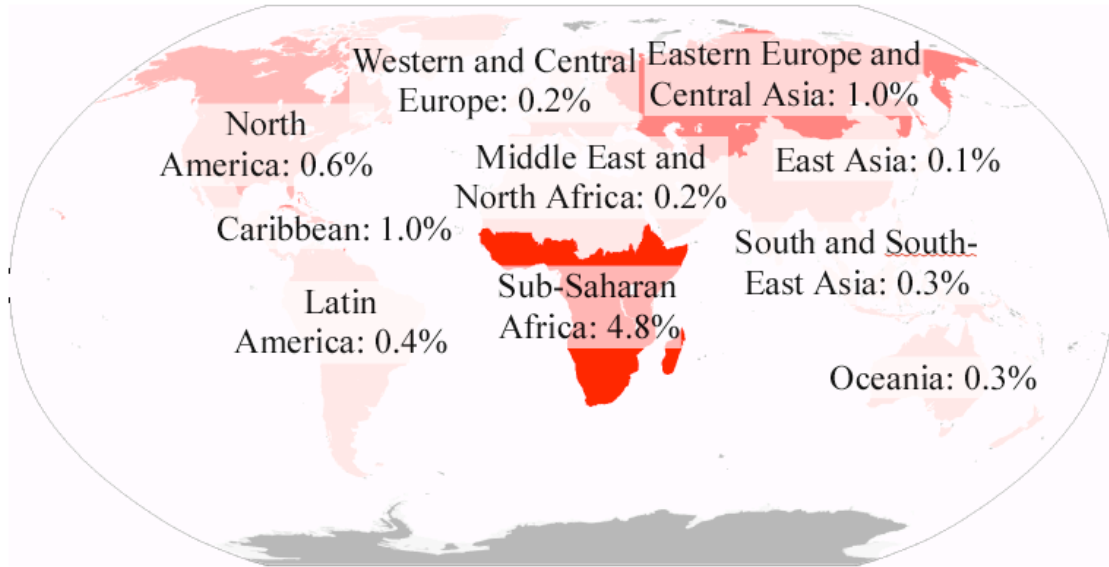 Western and Central
Europe: 0.2%
Eastern Europe and
Central Asia: 1.0%
North
America: 0.6%
Middle East and
North Africa: 0.2%
East Asia: 0.1%
Caribbean: 1.0%
South and South-
East Asia: 0.3%
Sub-Saharan
Africa: 4.8%
Latin
America: 0.4%
Oceania: 0.3%